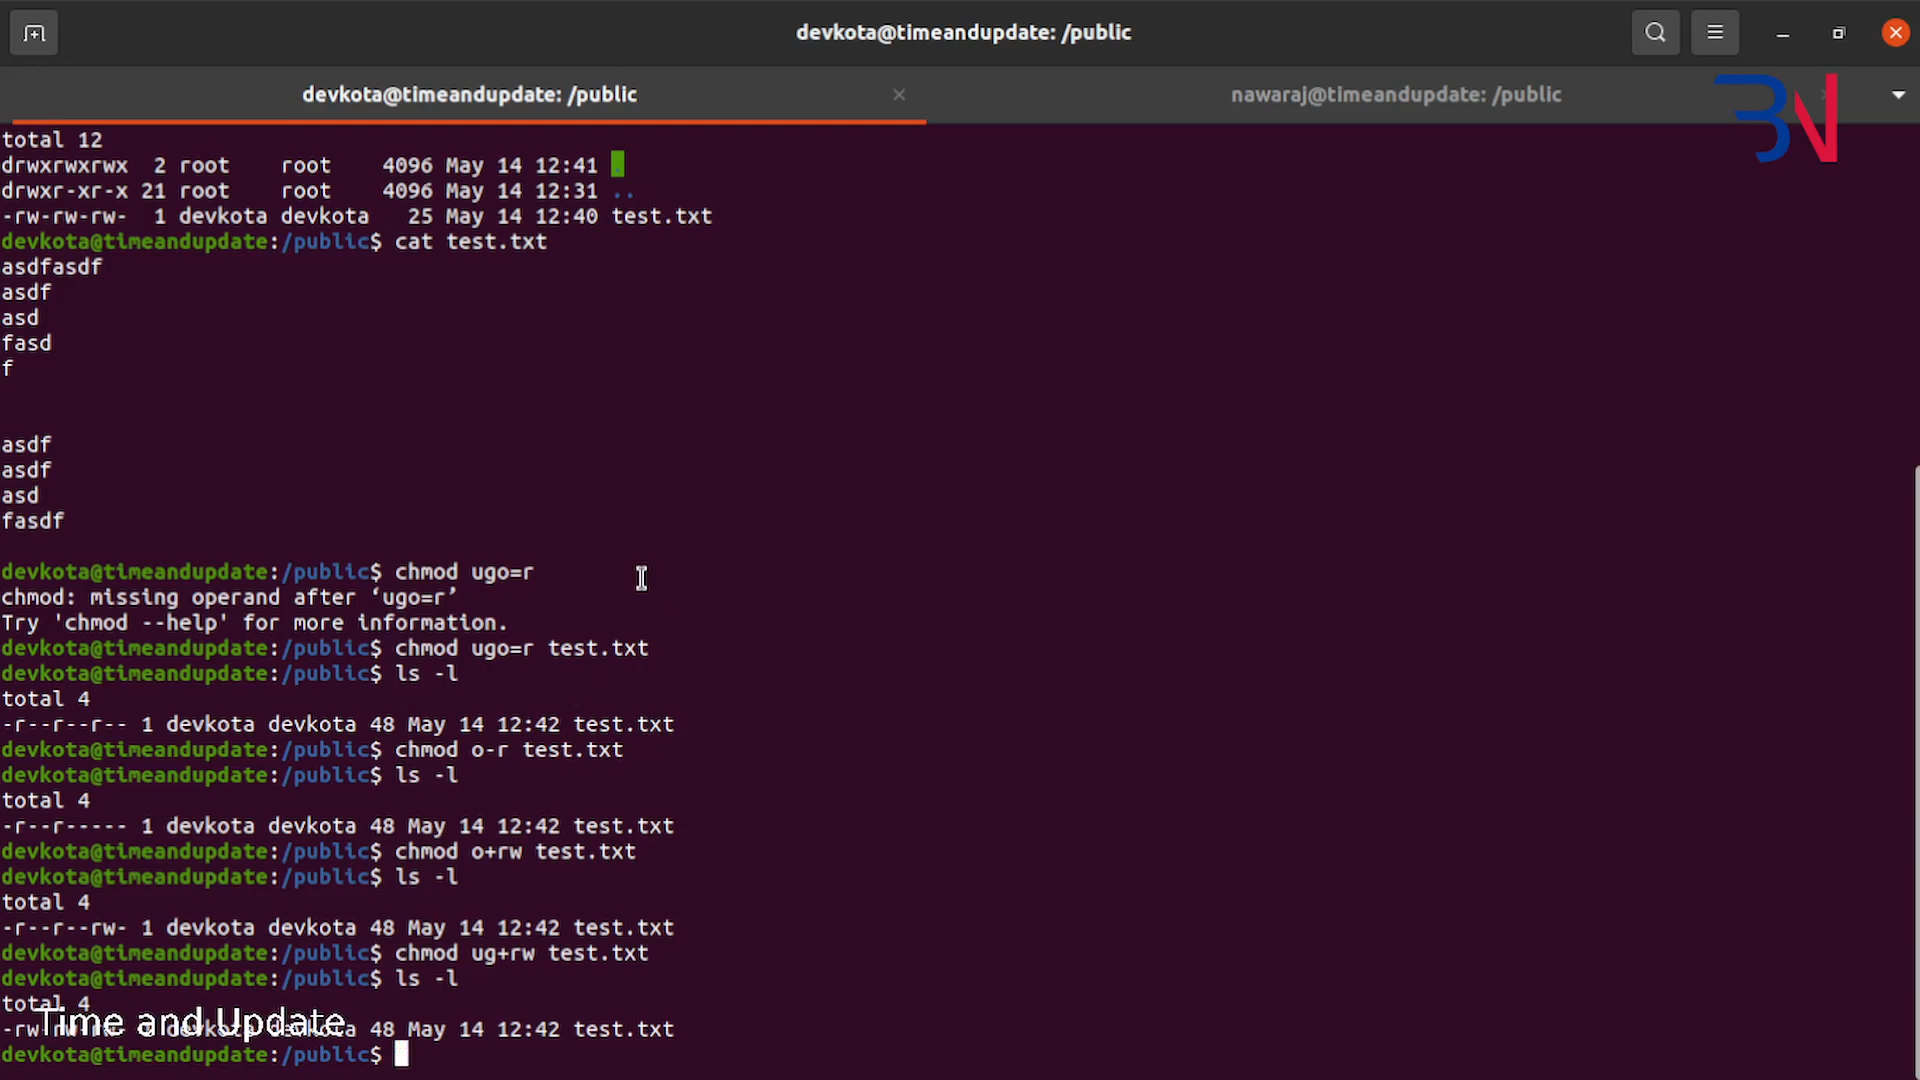 devkota@timeandupdate: /public
devkota@timeandupdate: /public
nawaraj@timeandupdate: /public
BN
total 12
drwxrwxrwx  2 root    root    4096 May 14 12:41 .
drwxr-xr-x 21 root    root    4096 May 14 12:31 ..
-rw-rw-rw-  1 devkota devkota   25 May 14 12:40 test.txt
devkota@timeandupdate:/public$ cat test.txt
asdfasdf
asdf
asd
fasd
f
asdf
asdf
asd
fasdf
devkota@timeandupdate:/public$ chmod ugo=r
chmod: missing operand after ‘ugo=r’
Try 'chmod --help' for more information.
devkota@timeandupdate:/public$ chmod ugo=r test.txt
devkota@timeandupdate:/public$ ls -l
total 4
-r--r--r-- 1 devkota devkota 48 May 14 12:42 test.txt
devkota@timeandupdate:/public$ chmod o-r test.txt
devkota@timeandupdate:/public$ ls -l
total 4
-r--r----- 1 devkota devkota 48 May 14 12:42 test.txt
devkota@timeandupdate:/public$ chmod o+rw test.txt
devkota@timeandupdate:/public$ ls -l
total 4
-r--r--rw- 1 devkota devkota 48 May 14 12:42 test.txt
devkota@timeandupdate:/public$ chmod ug+rw test.txt
devkota@timeandupdate:/public$ ls -l
total 4
Time and Update
-rw-rw-rw- 1 devkota devkota 48 May 14 12:42 test.txt
devkota@timeandupdate:/public$